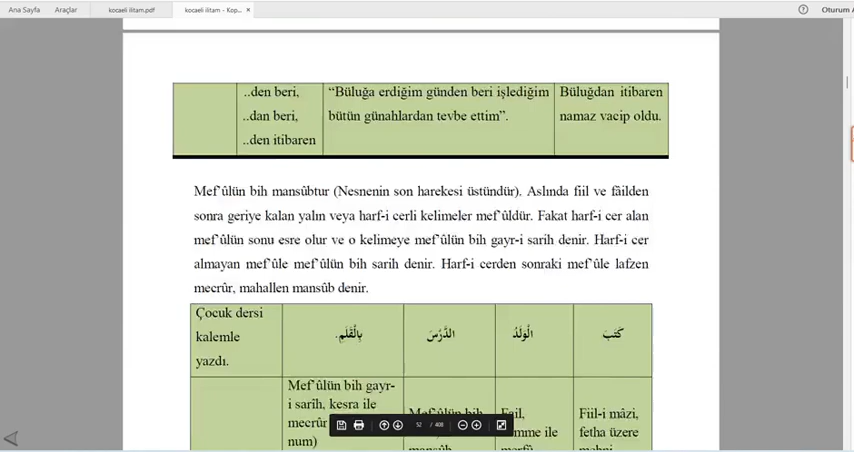 Ana Sayfa Araçlar kocaeli ilitam.pdf kocaeli ilitam - Kop... × ? Oturum A
..den beri,
..dan beri,
..den itibaren
“Bülüğa erdiğim günden beri işlediğim
bütün günahlardan tevbe ettim”.
Büluğdan itibaren
namaz vacip oldu.
Mef`ûlün bih mansûbtur (Nesnenin son harekesi üstündür). Aslında fiil ve fâilden
sonra geriye kalan yalın veya harf-i cerli kelimeler mef`ûldür. Fakat harf-i cer alan
mef`ûlün sonu esre olur ve o kelimeye mef`ûlün bih gayr-i sarih denir. Harf-i cer
almayan mef`ûle mef`ûlün bih sarih denir. Harf-i cerden sonraki mef`ûle lafzen
mecrûr, mahallen mansûb denir.
Çocuk dersi
kalemle
yazdı.
بِالْقَلَمِ.
الدَّرْسَ
الْوَلَدُ
كَتَبَ
Mef`ûlün bih gayr-
i sarîh, kesra ile
mecrûr
num)
Mef`ûlün bih
mansûb
Fail,
merfû
Fiil-i mâzi,
fetha üzere
mebni
52 / 408